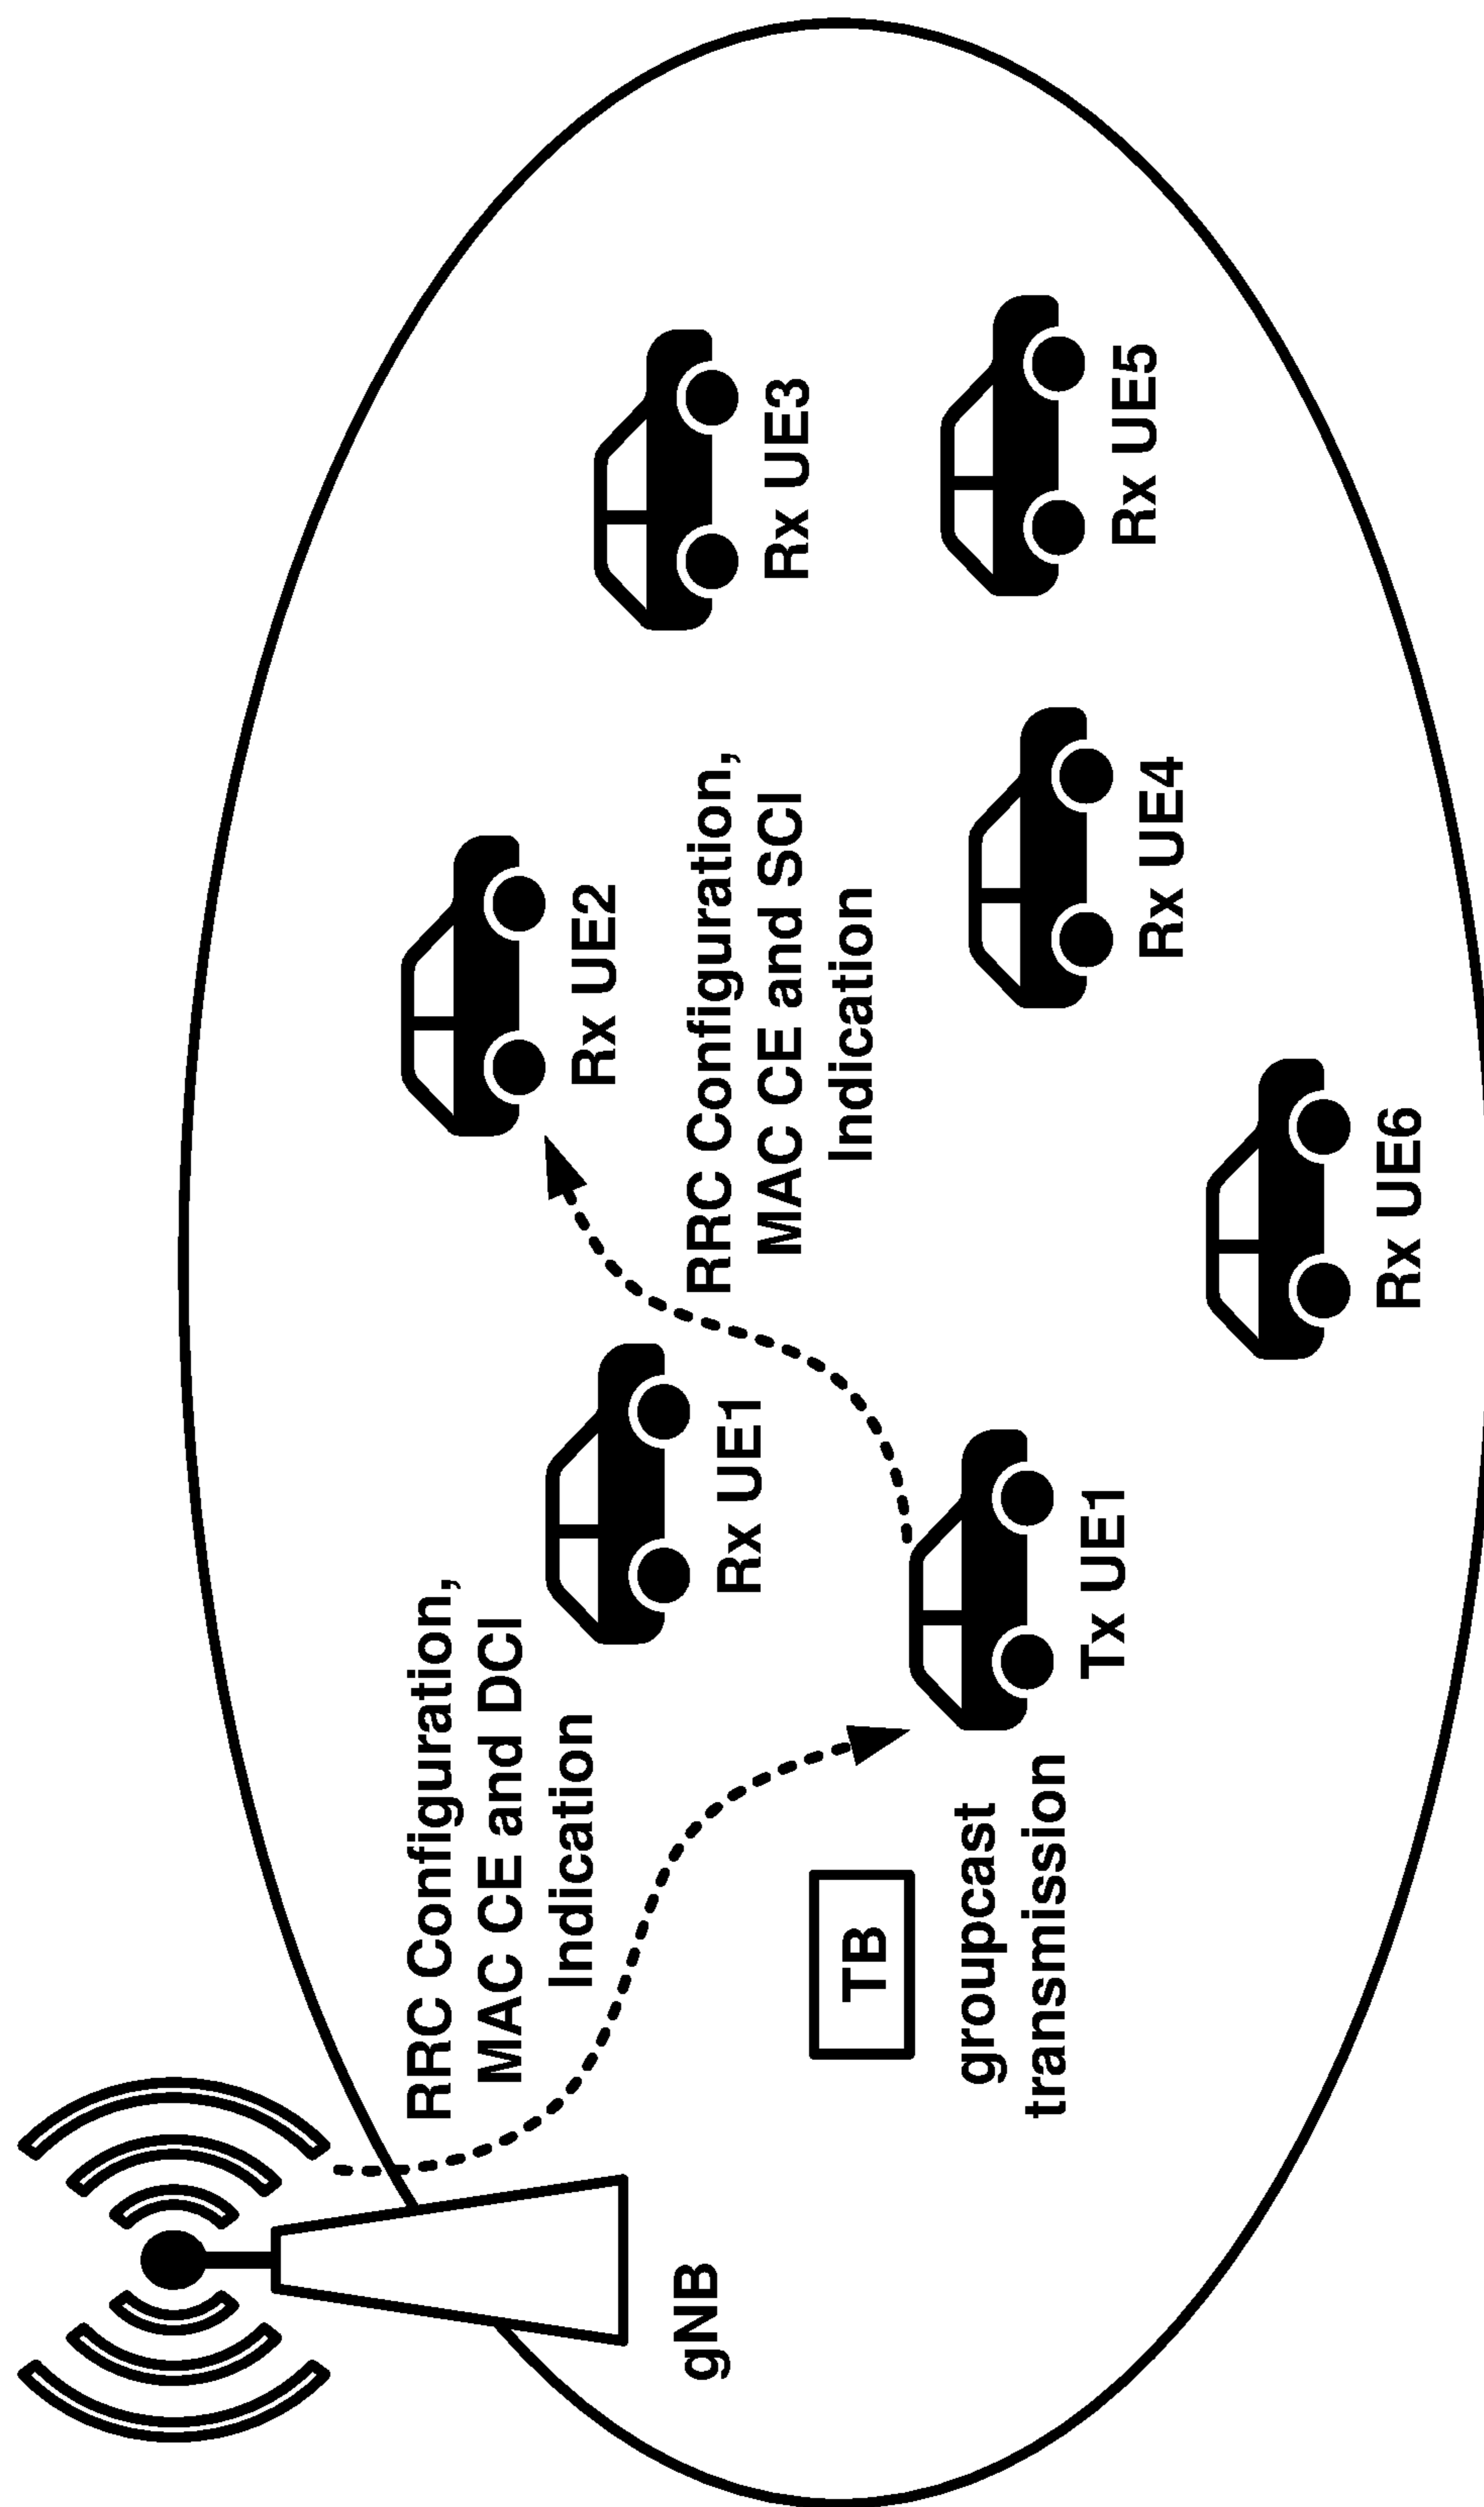 gNB
RRC Configuration,
MAC CE and DCI
Indication
TB
groupcast
transmission
Rx UE1
Tx UE1
Rx UE2
RRC Configuration,
MAC CE and SCI
Indication
Rx UE6
Rx UE4
Rx UE3
Rx UE5